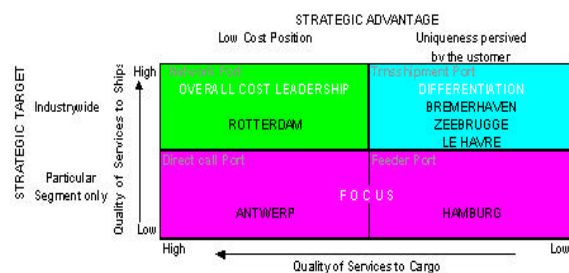 STRATEGIC ADVANTAGE
Low Cost Position
Uniqueness persived
by the ustomer
STRATEGIC TARGET
Industrywide
Particular
Segment only
Quality of Services to Ships
High
Low
Port
OVERALL COST LEADERSHIP
ROTTERDAM
Transhipment Port
DIFFERENTIATION
BREMERHAVEN
ZEEBRUGGE
LE HAVRE
Direct call Port
Feeder Port
FOCUS
ANTWERP
HAMBURG
High
Low
Quality of Services to Cargo